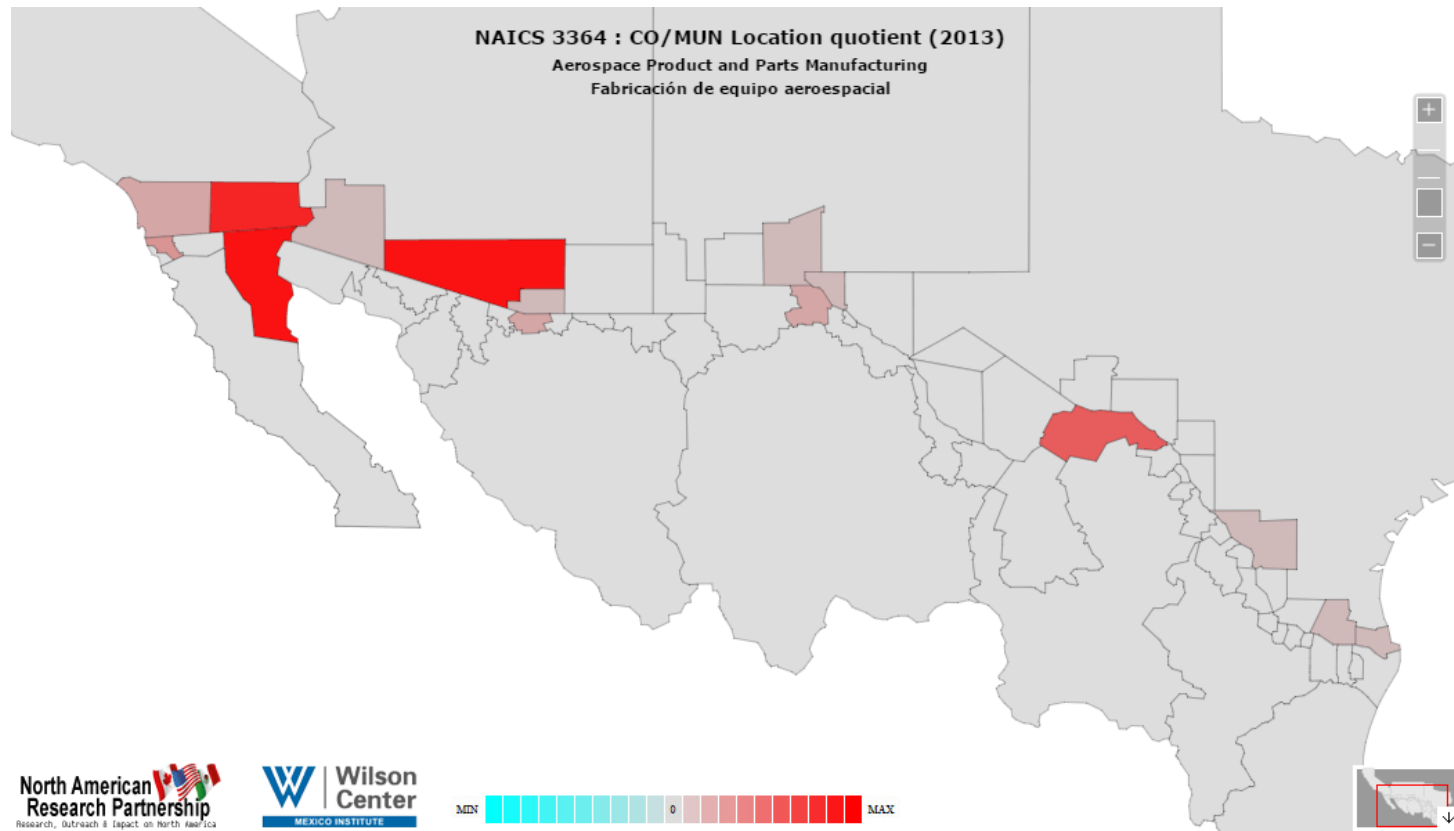 NAICS 3364 : CO/MUN Location quotient (2013)
Aerospace Product and Parts Manufacturing
Fabricación de equipo aeroespacial
+
−
North American
Research Partnership
Research, Outreach & Impact on North America
W Wilson
Center
MEXICO INSTITUTE
MIN 0 MAX